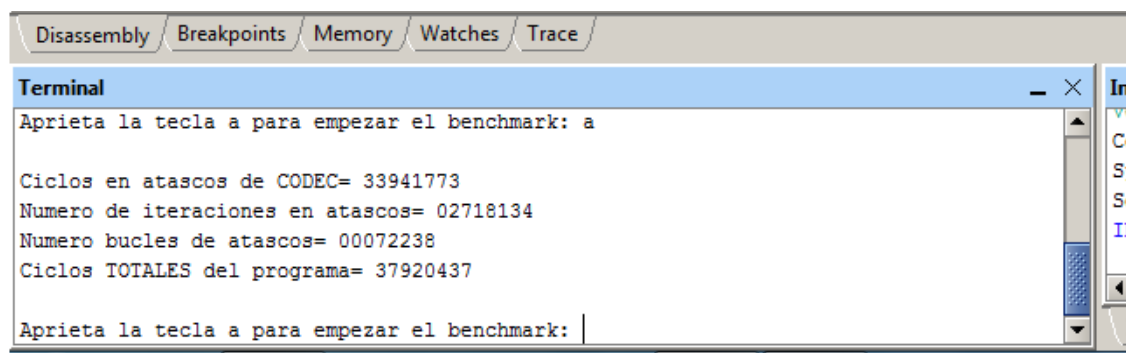 Disassembly Breakpoints Memory Watches Trace
Terminal
Aprieta la tecla a para empezar el benchmark: a
Ciclos en atascos de CODEC= 33941773
Numero de iteraciones en atascos= 02718134
Numero bucles de atascos= 00072238
Ciclos TOTALES del programa= 37920437
Aprieta la tecla a para empezar el benchmark: